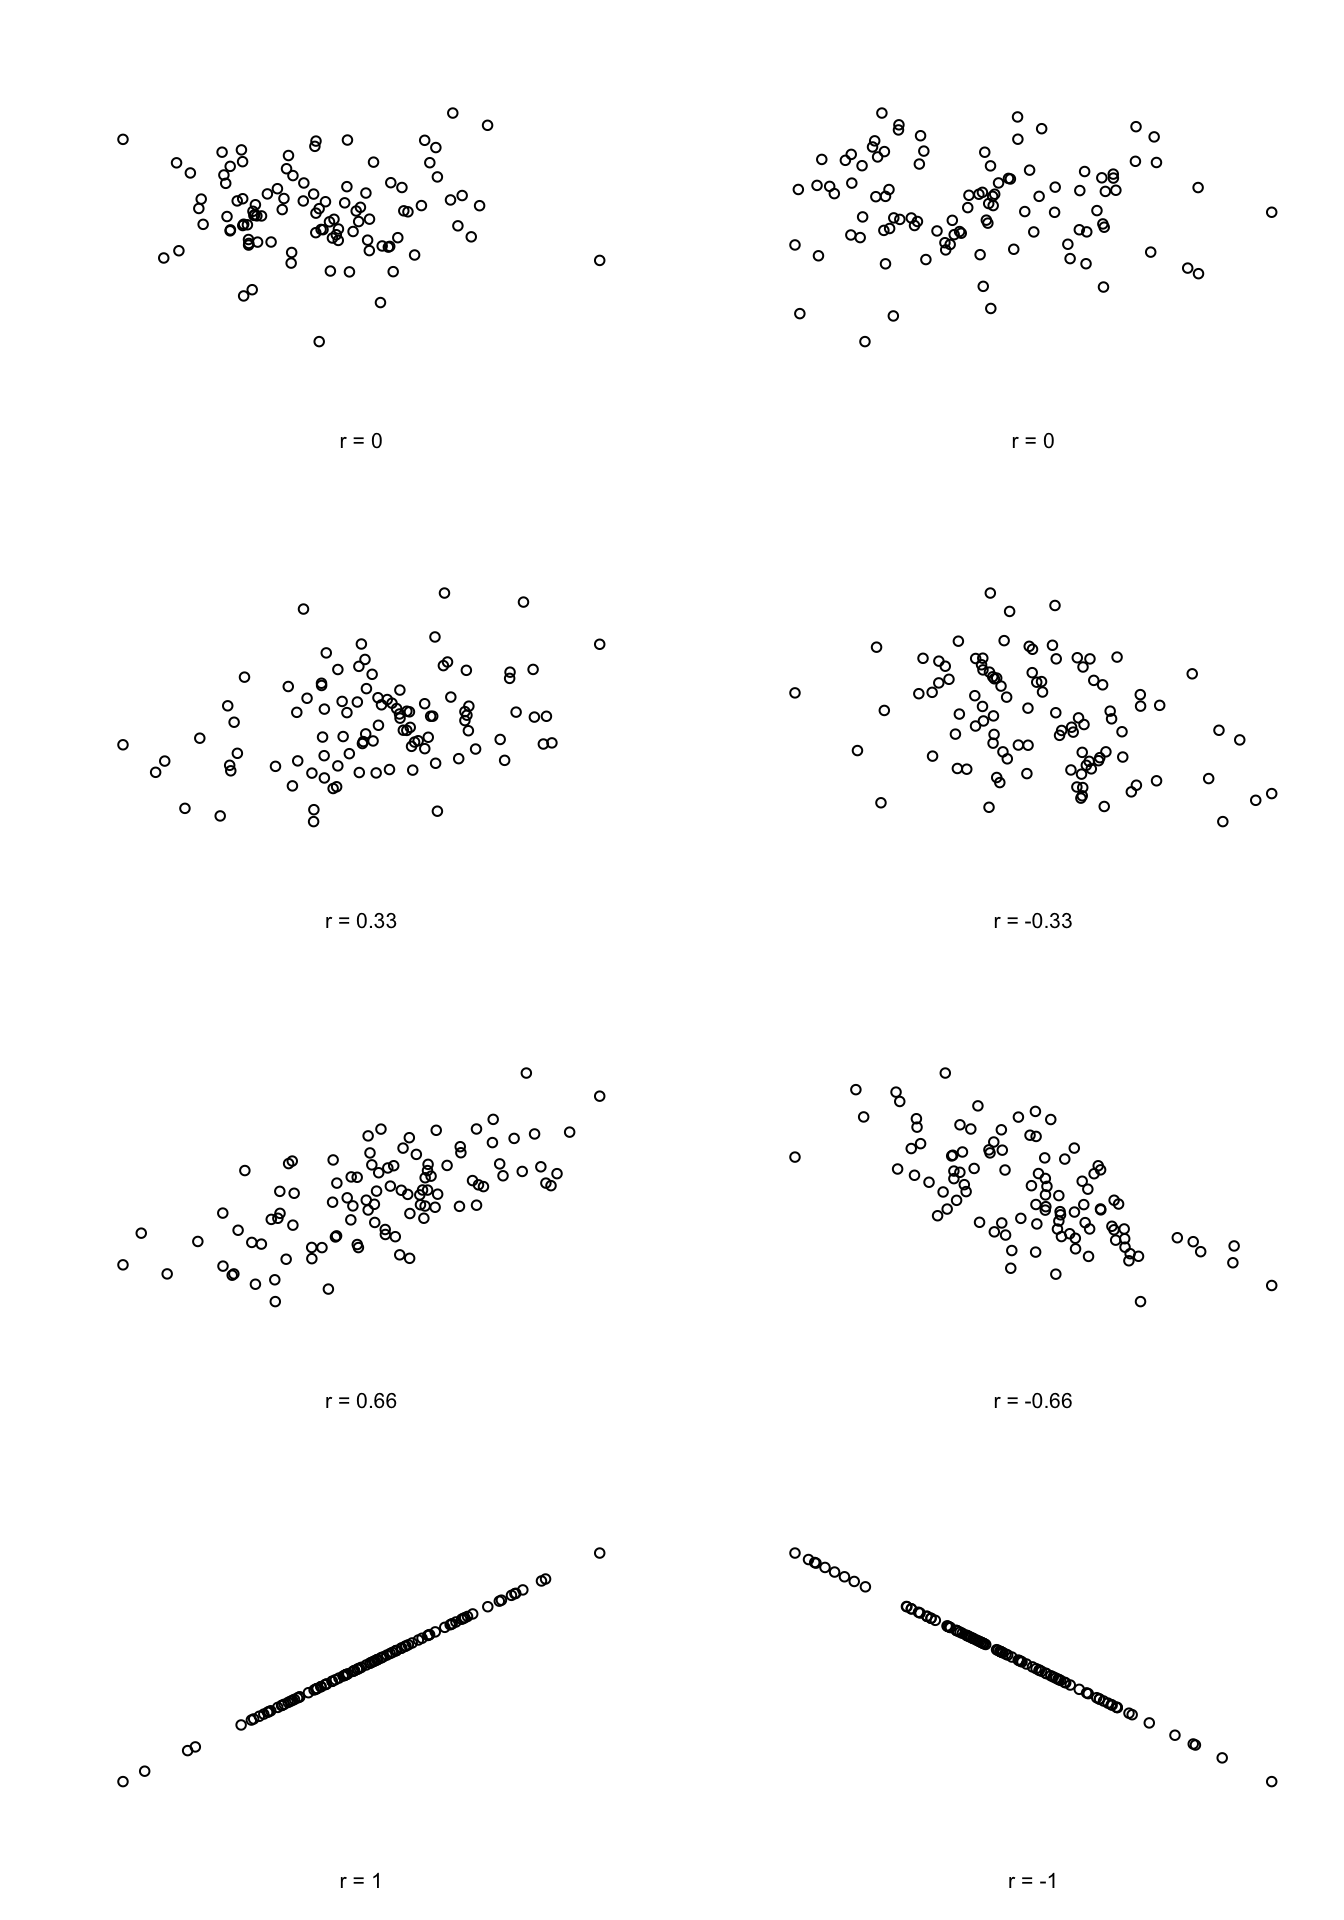 r = 0
r = 0
r = 0.33
r = -0.33
r = 0.66
r = -0.66
r = 1
r = -1